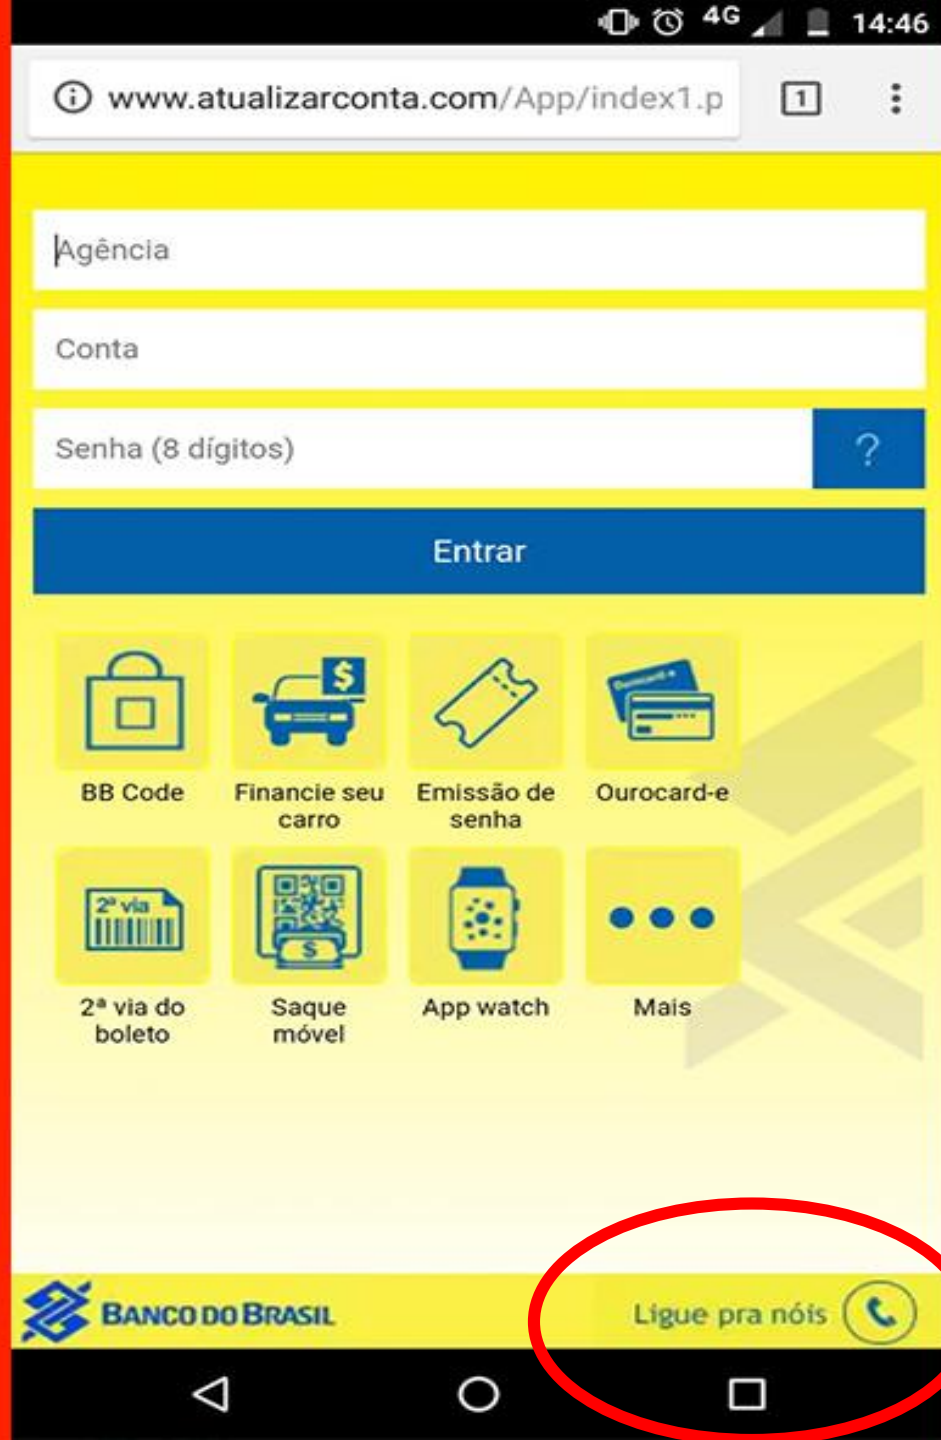 4G 14:46
www.atualizarconta.com/App/index1.p
1
Agência
Conta
Senha (8 dígitos)
?
Entrar
$
Ourocard-e
BB Code
Financie seu carro
Emissão de senha
Ourocard-e
2ª via
$
2ª via do boleto
Saque móvel
App watch
Mais
BANCO DO BRASIL
Ligue pra nóis